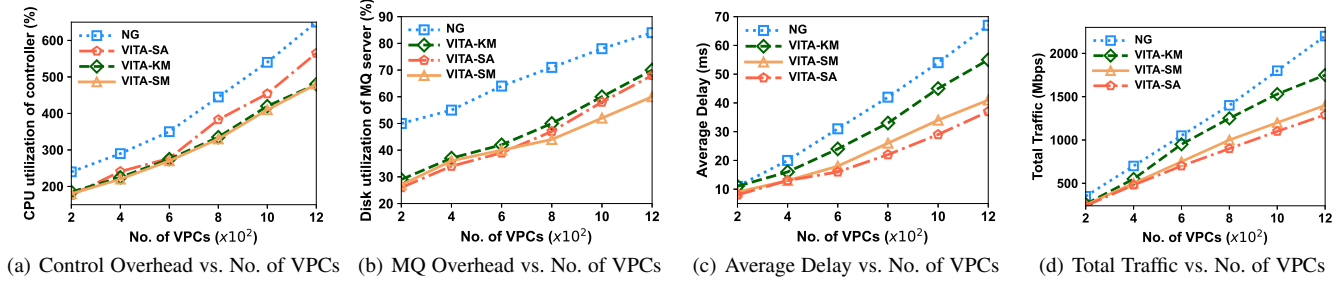 CPU utilization of controller (%)
600
500
400
300
200
NG
VITA-SA
VITA-KM
VITA-SM
2 4 6 8 10 12
No. of VPCs (x10²)
(a) Control Overhead vs. No. of VPCs
Disk utilization of MQ server (%)
90
80
70
60
50
40
30
20
NG
VITA-KM
VITA-SA
VITA-SM
2 4 6 8 10 12
No. of VPCs (x10²)
(b) MQ Overhead vs. No. of VPCs
Average Delay (ms)
70
60
50
40
30
20
10
NG
VITA-KM
VITA-SM
VITA-SA
2 4 6 8 10 12
No. of VPCs (x10²)
(c) Average Delay vs. No. of VPCs
Total Traffic (Mbps)
2000
1500
1000
500
NG
VITA-KM
VITA-SM
VITA-SA
2 4 6 8 10 12
No. of VPCs (x10²)
(d) Total Traffic vs. No. of VPCs